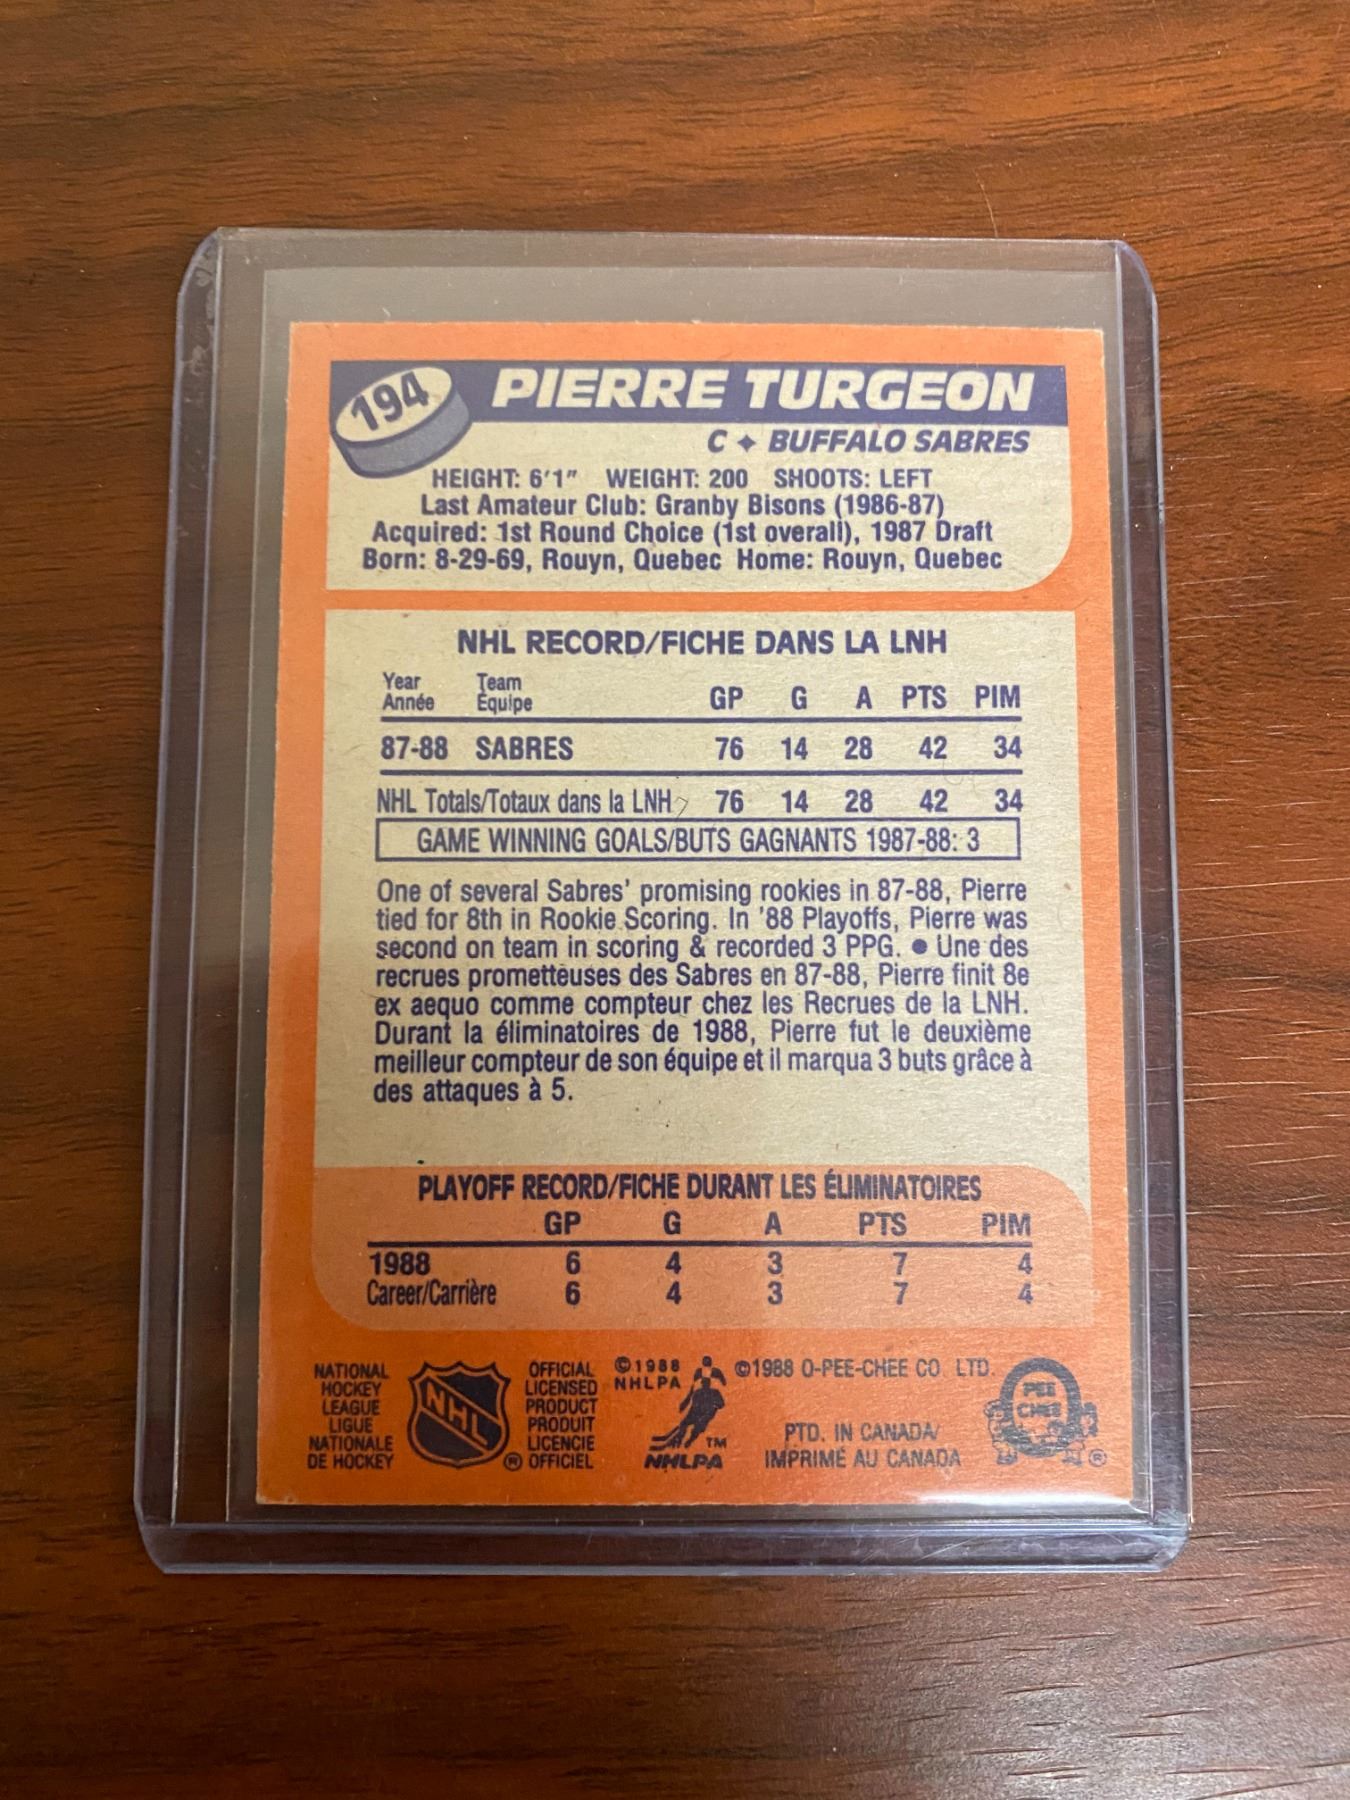 194
PIERRE TURGEON
C ✦ BUFFALO SABRES
HEIGHT: 6'1" WEIGHT: 200 SHOOTS: LEFT
Last Amateur Club: Granby Bisons (1986-87)
Acquired: 1st Round Choice (1st overall), 1987 Draft
Born: 8-29-69, Rouyn, Quebec Home: Rouyn, Quebec
NHL RECORD/FICHE DANS LA LNH
Year Team
Année Équipe GP G A PTS PIM
87-88 SABRES 76 14 28 42 34
NHL Totals/Totaux dans la LNH 76 14 28 42 34
GAME WINNING GOALS/BUTS GAGNANTS 1987-88: 3
One of several Sabres' promising rookies in 87-88, Pierre
tied for 8th in Rookie Scoring. In '88 Playoffs, Pierre was
second on team in scoring & recorded 3 PPG. ● Une des
recrues prometteuses des Sabres en 87-88, Pierre finit 8e
ex aequo comme compteur chez les Recrues de la LNH.
Durant la éliminatoires de 1988, Pierre fut le deuxième
meilleur compteur de son équipe et il marqua 3 buts grâce à
des attaques à 5.
PLAYOFF RECORD/FICHE DURANT LES ÉLIMINATOIRES
GP G A PTS PIM
1988 6 4 3 7 4
Career/Carrière 6 4 3 7 4
NATIONAL
HOCKEY
LEAGUE
LIGUE
NATIONALE
DE HOCKEY
NHL
®
OFFICIAL
LICENSED
PRODUCT
PRODUIT
LICENCIE
OFFICIEL
©1988
NHLPA
TM
NHLPA
©1988 O-PEE-CHEE CO. LTD.
PTD. IN CANADA/
IMPRIMÉ AU CANADA
PEE
CHEE
®